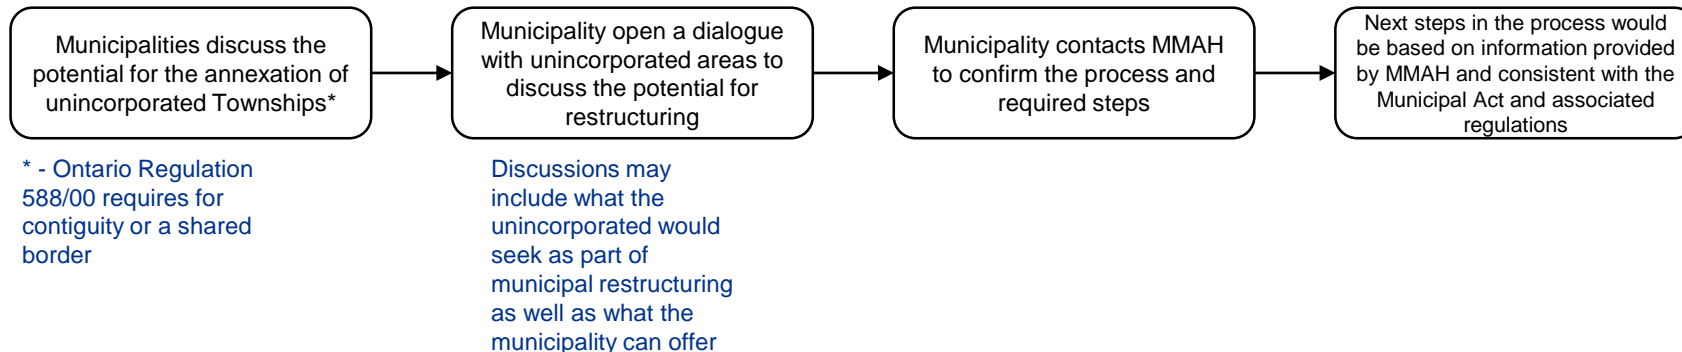 Municipalities discuss the
potential for the annexation of
unincorporated Townships*
Municipality open a dialogue
with unincorporated areas to
discuss the potential for
restructuring
Municipality contacts MMAH
to confirm the process and
required steps
Next steps in the process would
be based on information provided
by MMAH and consistent with the
Municipal Act and associated
regulations
* - Ontario Regulation
588/00 requires for
contiguity or a shared
border
Discussions may
include what the
unincorporated would
seek as part of
municipal restructuring
as well as what the
municipality can offer